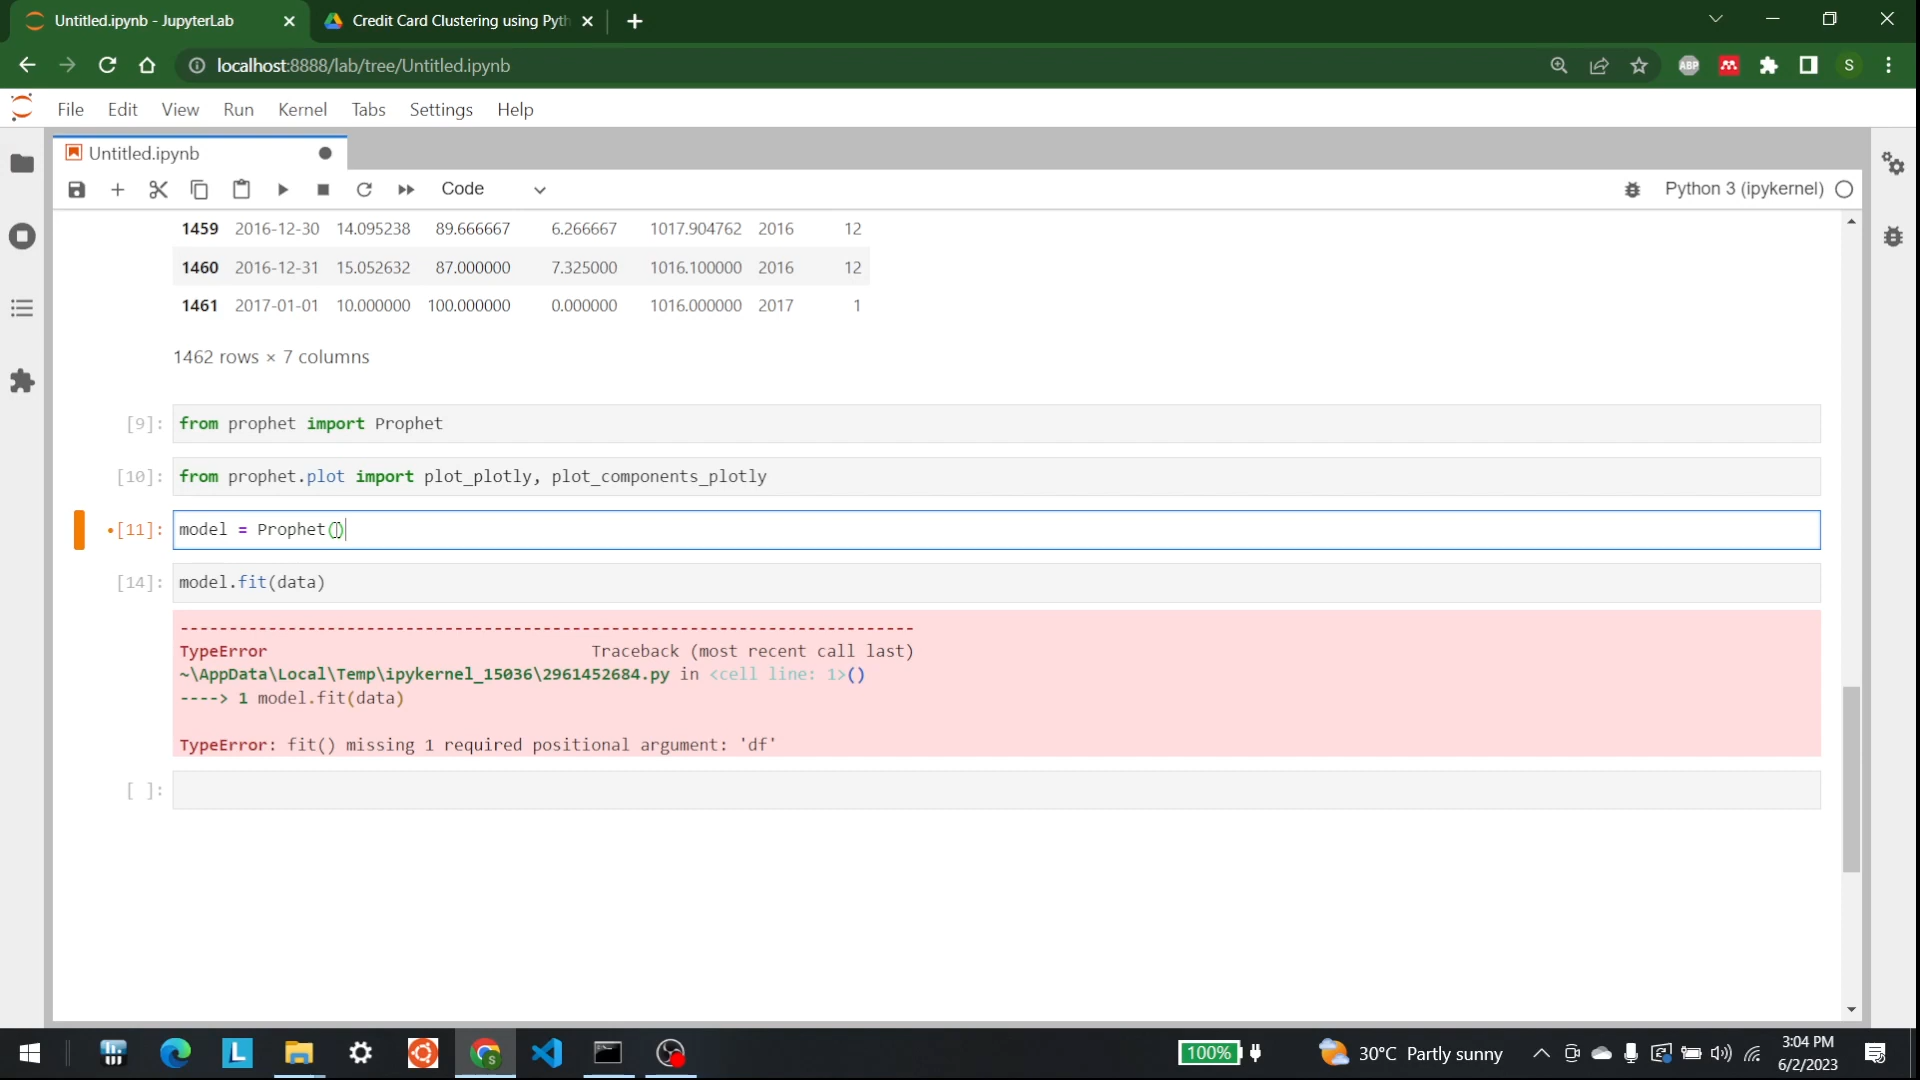 Untitled.ipynb - JupyterLab
Credit Card Clustering using Pyth
localhost:8888/lab/tree/Untitled.ipynb
ABP
S
File Edit View Run Kernel Tabs Settings Help
Untitled.ipynb
Code
Python 3 (ipykernel)
1459 2016-12-30 14.095238 89.666667 6.266667 1017.904762 2016 12
1460 2016-12-31 15.052632 87.000000 7.325000 1016.100000 2016 12
1461 2017-01-01 10.000000 100.000000 0.000000 1016.000000 2017 1
1462 rows × 7 columns
[9]: from prophet import Prophet
[10]: from prophet.plot import plot_plotly, plot_components_plotly
•[11]: model = Prophet()
[14]: model.fit(data)
---------------------------------------------------------------------------
TypeError Traceback (most recent call last)
~\AppData\Local\Temp\ipykernel_15036\2961452684.py in <cell line: 1>()
----> 1 model.fit(data)
TypeError: fit() missing 1 required positional argument: 'df'
[ ]:
L
S
100%
30°C Partly sunny
3:04 PM
6/2/2023